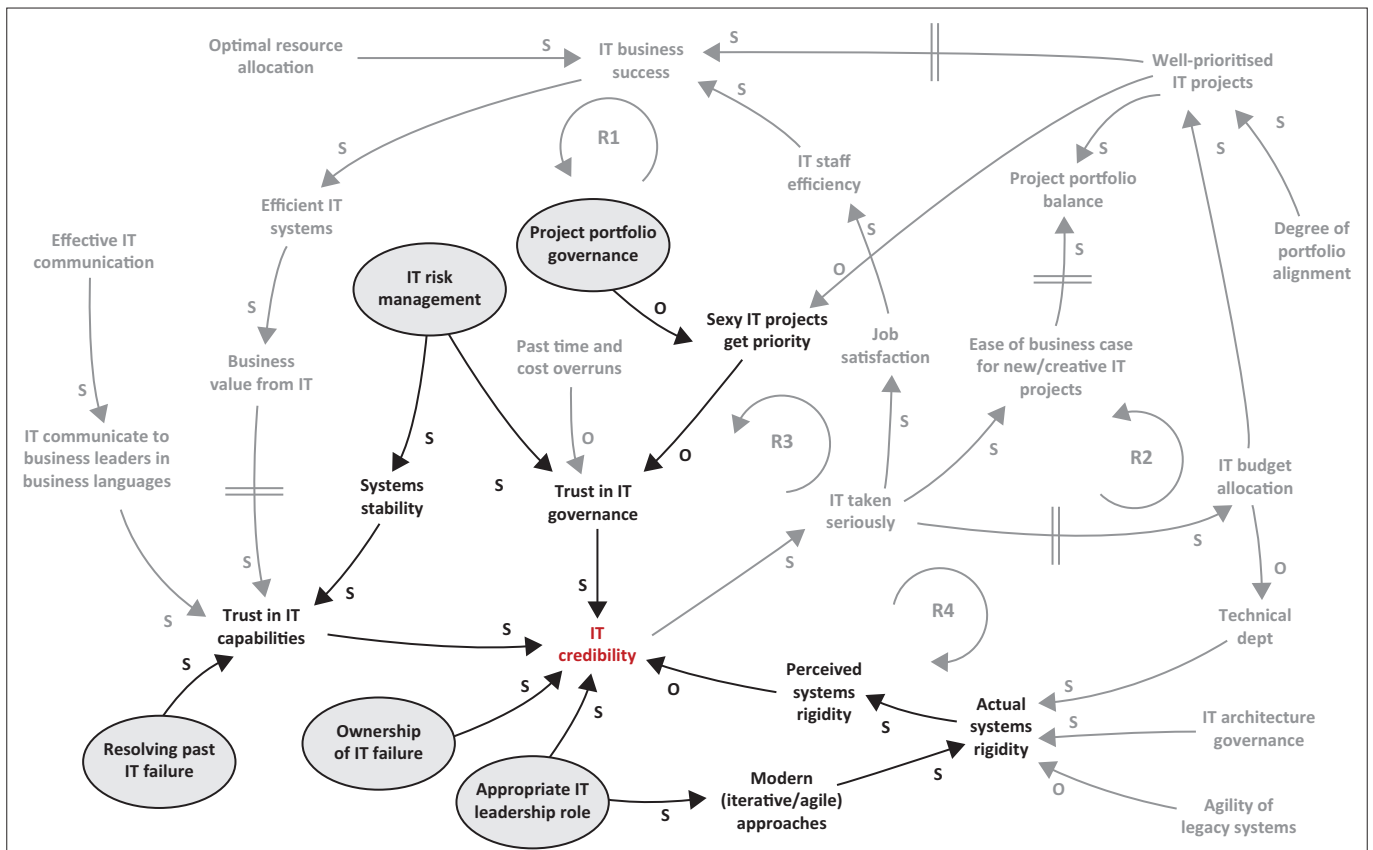 Optimal resource
allocation
S
IT business
success
S
Well-prioritised
IT projects
S
S
R1
S
IT staff
efficiency
S
Project portfolio
balance
S
S
Efficient IT
systems
Effective IT
communication
Project portfolio
governance
S
S
Degree of
portfolio
alignment
IT risk
management
O
S
O
Sexy IT projects
get priority
S
Past time and
cost overruns
Job
satisfaction
Ease of business case
for new/creative IT
projects
Business
value from IT
S
IT communicate to
business leaders in
business languages
S
O
R3
S
S
O
R2
IT budget
allocation
Systems
stability
S
Trust in IT
governance
IT taken
seriously
S
S
S
S
S
O
S
Trust in IT
capabilities
S
IT
credibility
R4
Technical
dept
S
S
O
Perceived
systems
rigidity
S
Actual
systems
rigidity
S
S
IT architecture
governance
Resolving past
IT failure
Ownership
of IT failure
S
S
Appropriate IT
leadership role
S
Modern
(iterative/agile)
approaches
S
O
Agility of
legacy systems